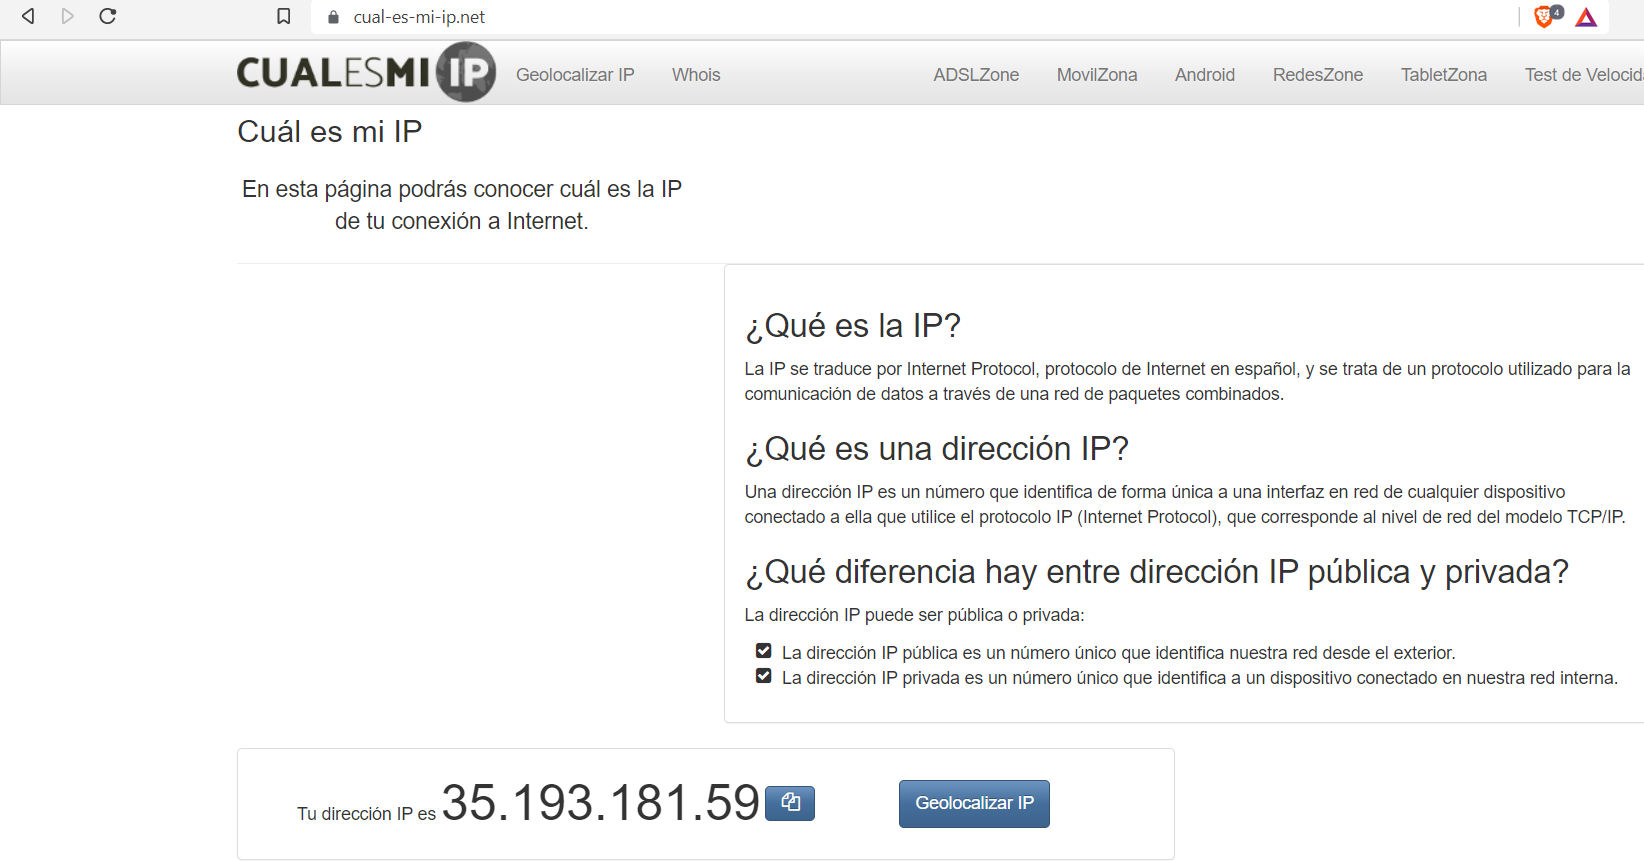 cual-es-mi-ip.net
4
CUALESMI IP
Geolocalizar IP
Whois
ADSLZone
MovilZona
Android
RedesZone
TabletZona
Test de Velocida
Cuál es mi IP
En esta página podrás conocer cuál es la IP
de tu conexión a Internet.
¿Qué es la IP?
La IP se traduce por Internet Protocol, protocolo de Internet en español, y se trata de un protocolo utilizado para la
comunicación de datos a través de una red de paquetes combinados.
¿Qué es una dirección IP?
Una dirección IP es un número que identifica de forma única a una interfaz en red de cualquier dispositivo
conectado a ella que utilice el protocolo IP (Internet Protocol), que corresponde al nivel de red del modelo TCP/IP.
¿Qué diferencia hay entre dirección IP pública y privada?
La dirección IP puede ser pública o privada:
La dirección IP pública es un número único que identifica nuestra red desde el exterior.
La dirección IP privada es un número único que identifica a un dispositivo conectado en nuestra red interna.
Tu dirección IP es 35.193.181.59
Geolocalizar IP